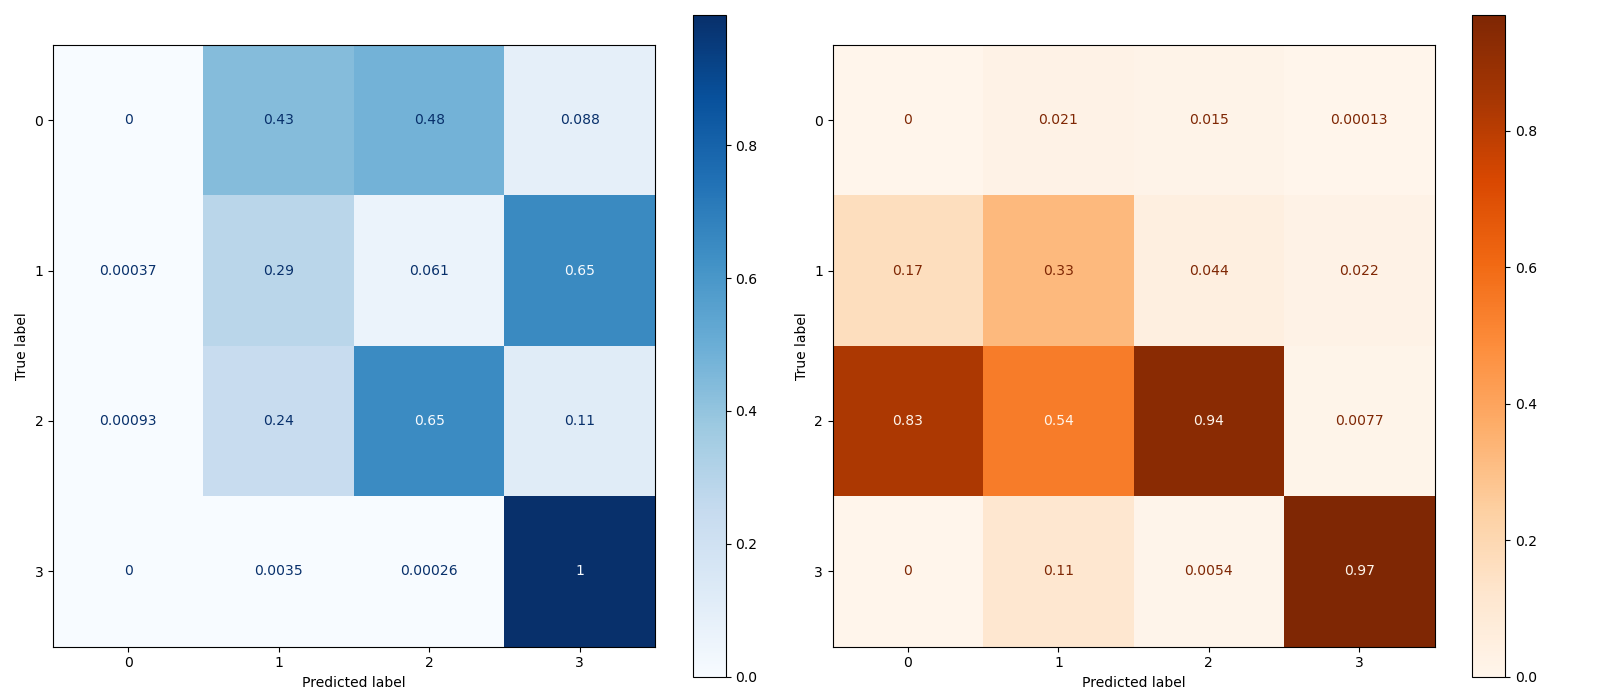 0 0 0.43 0.48 0.088
1 0.00037 0.29 0.061 0.65
2 0.00093 0.24 0.65 0.11
3 0 0.0035 0.00026 1
0 1 2 3
True label
Predicted label
0.8
0.6
0.4
0.2
0.0
0 0 0.021 0.015 0.00013
1 0.17 0.33 0.044 0.022
2 0.83 0.54 0.94 0.0077
3 0 0.11 0.0054 0.97
0 1 2 3
True label
Predicted label
0.8
0.6
0.4
0.2
0.0